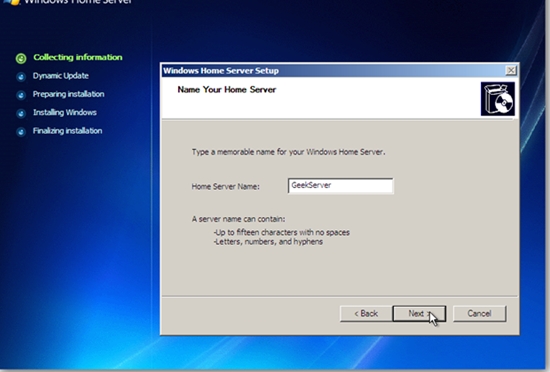 Windows Home Server
Collecting information
Dynamic Update
Preparing installation
Installing Windows
Finalizing installation
Windows Home Server Setup
Name Your Home Server
Type a memorable name for your Windows Home Server.
Home Server Name:
GeekServer
A server name can contain:
-Up to fifteen characters with no spaces
-Letters, numbers, and hyphens
< Back
Next >
Cancel